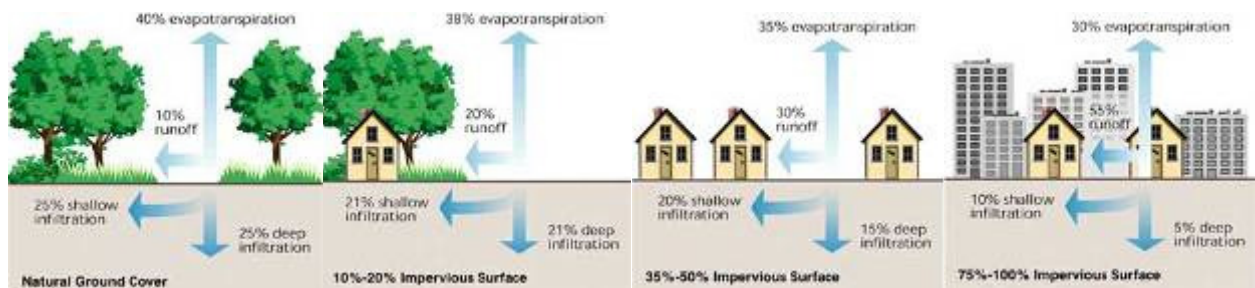 40% evapotranspiration
10%
runoff
25% shallow
infiltration
25% deep
infiltration
Natural Ground Cover
38% evapotranspiration
20%
runoff
21% shallow
infiltration
21% deep
infiltration
10%-20% Impervious Surface
35% evapotranspiration
30%
runoff
20% shallow
infiltration
15% deep
infiltration
35%-50% Impervious Surface
30% evapotranspiration
55%
runoff
10% shallow
infiltration
5% deep
infiltration
75%-100% Impervious Surface